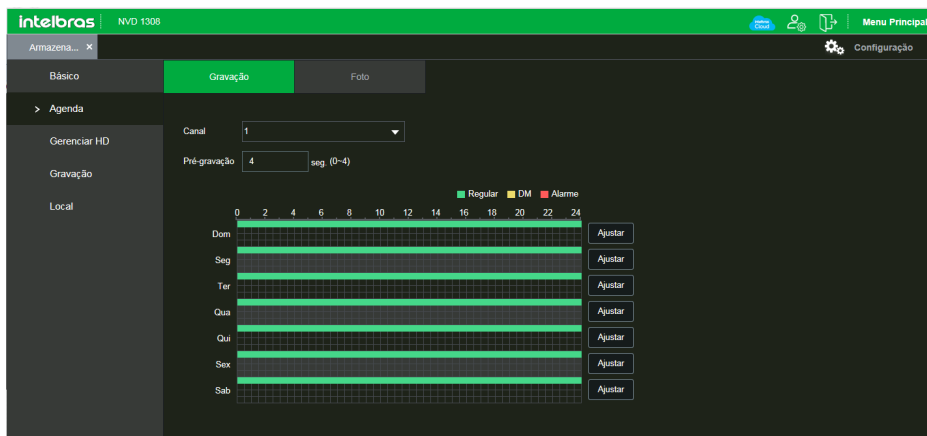 intelbras NVD 1308 intelbras Cloud Menu Principal
Armazena... × Configuração
Básico
Gravação Foto
> Agenda
Gerenciar HD
Gravação
Local
Canal 1
Pré-gravação 4 seg. (0~4)
Regular DM Alarme
0 2 4 6 8 10 12 14 16 18 20 22 24
Dom Ajustar
Seg Ajustar
Ter Ajustar
Qua Ajustar
Qui Ajustar
Sex Ajustar
Sab Ajustar